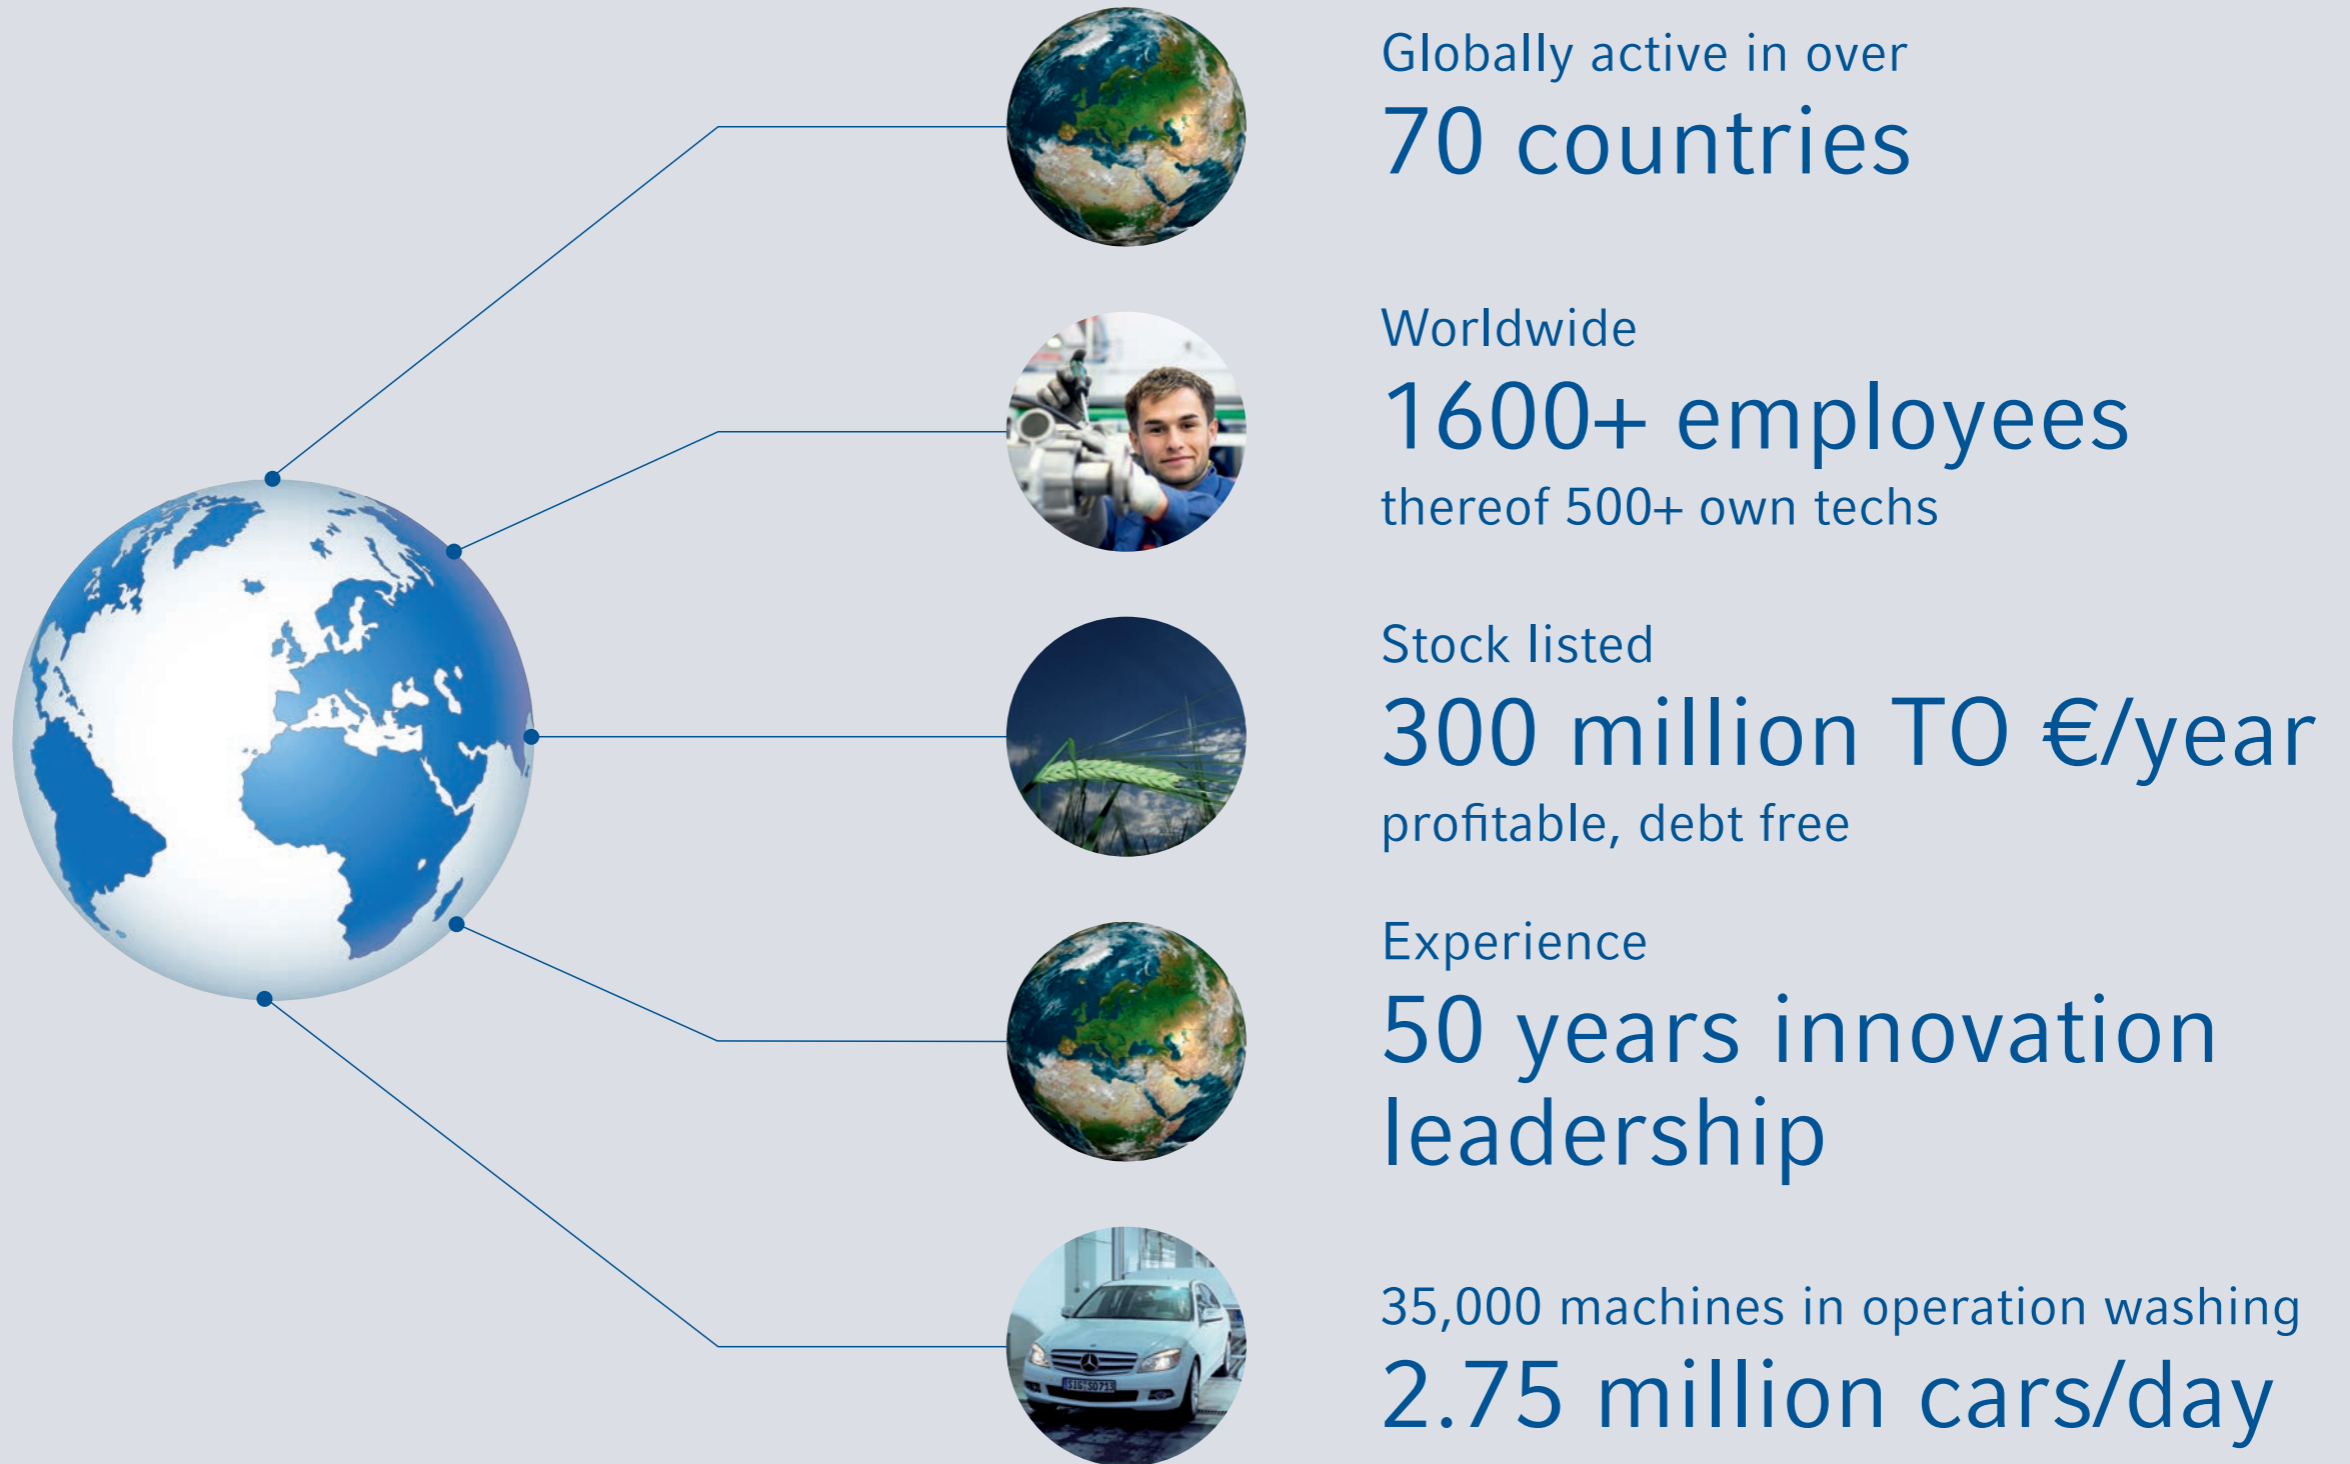 Globally active in over
70 countries
Worldwide
1600+ employees
thereof 500+ own techs
Stock listed
300 million TO €/year
profitable, debt free
Experience
50 years innovation
leadership
35,000 machines in operation washing
2.75 million cars/day